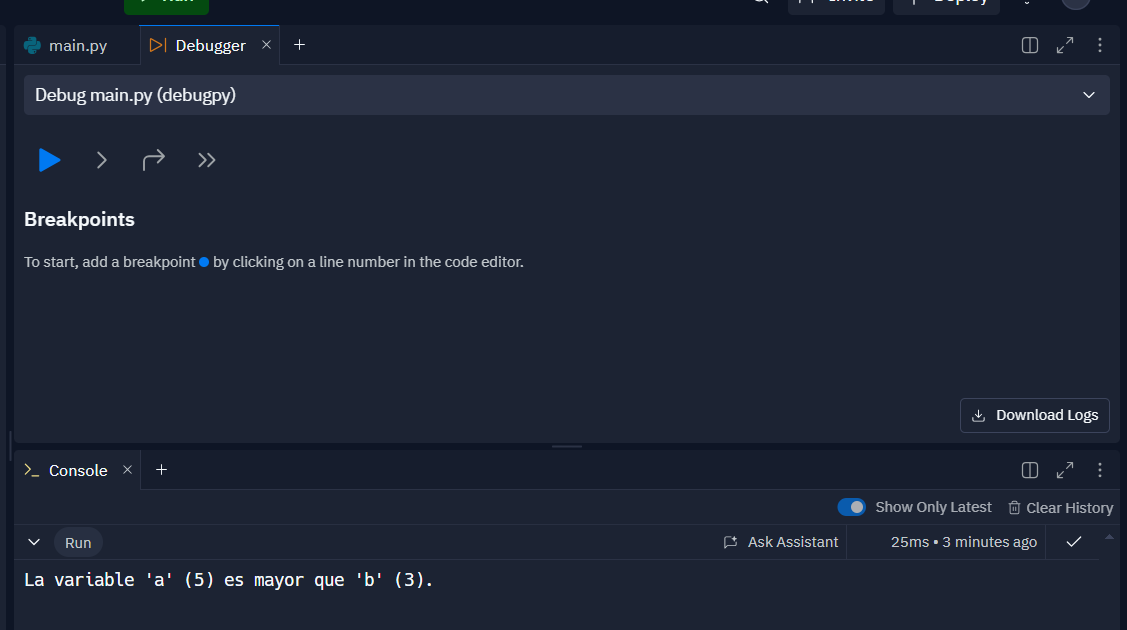 Run Invite Deploy
main.py Debugger
Debug main.py (debugpy)
Breakpoints
To start, add a breakpoint by clicking on a line number in the code editor.
Download Logs
Console
Show Only Latest Clear History
Run Ask Assistant 25ms • 3 minutes ago
La variable 'a' (5) es mayor que 'b' (3).